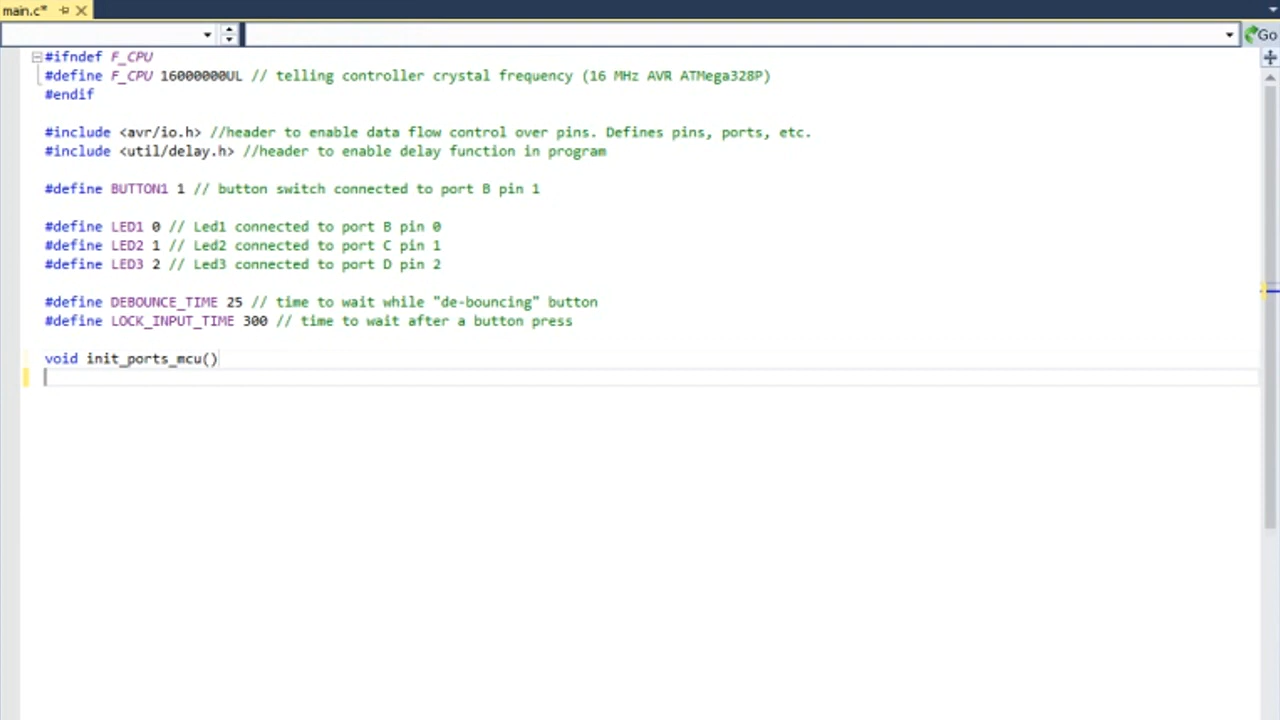 main.c*
Go
#ifndef F_CPU
#define F_CPU 16000000UL // telling controller crystal frequency (16 MHz AVR ATMega328P)
#endif
#include <avr/io.h> //header to enable data flow control over pins. Defines pins, ports, etc.
#include <util/delay.h> //header to enable delay function in program
#define BUTTON1 1 // button switch connected to port B pin 1
#define LED1 0 // Led1 connected to port B pin 0
#define LED2 1 // Led2 connected to port C pin 1
#define LED3 2 // Led3 connected to port D pin 2
#define DEBOUNCE_TIME 25 // time to wait while "de-bouncing" button
#define LOCK_INPUT_TIME 300 // time to wait after a button press
void init_ports_mcu()